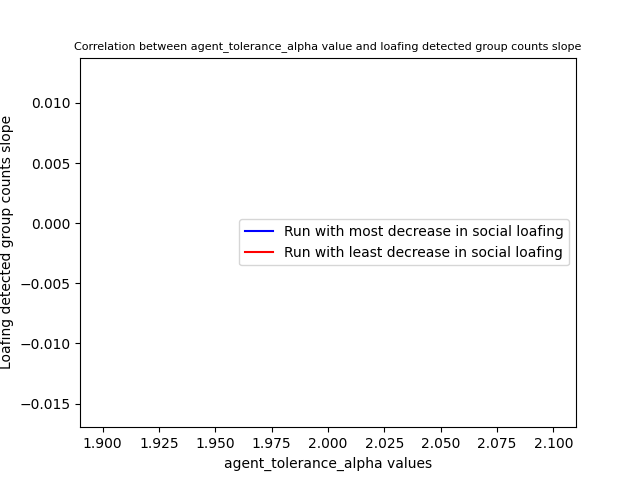 Correlation between agent_tolerance_alpha value and loafing detected group counts slope
Loafing detected group counts slope
0.010
0.005
0.000
−0.005
−0.010
−0.015
Run with most decrease in social loafing
Run with least decrease in social loafing
1.900 1.925 1.950 1.975 2.000 2.025 2.050 2.075 2.100
agent_tolerance_alpha values